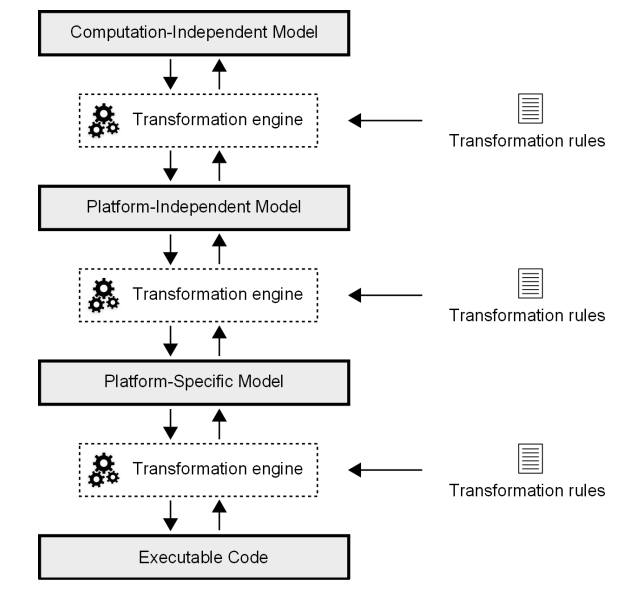 Computation-Independent Model
Transformation engine
Transformation rules
Platform-Independent Model
Transformation engine
Transformation rules
Platform-Specific Model
Transformation engine
Transformation rules
Executable Code